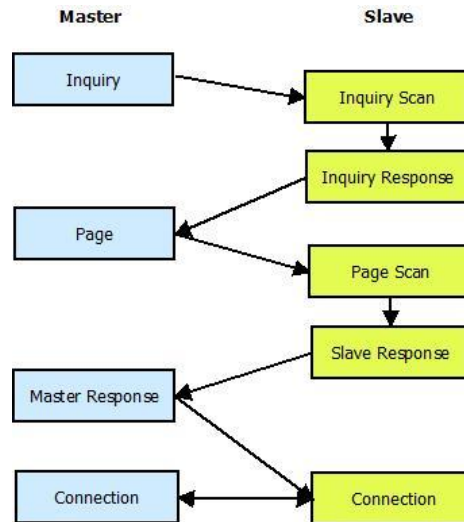 Master
Slave
Inquiry
Inquiry Scan
Inquiry Response
Page
Page Scan
Slave Response
Master Response
Connection
Connection